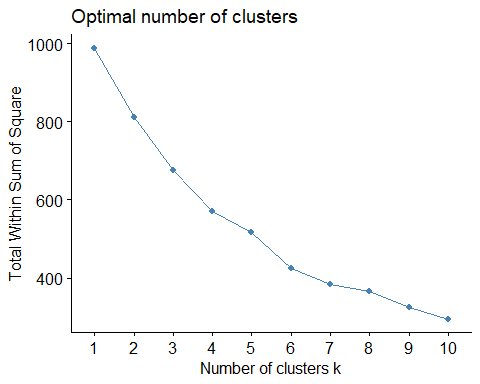 Optimal number of clusters
Total Within Sum of Square
1000
800
600
400
1 2 3 4 5 6 7 8 9 10
Number of clusters k